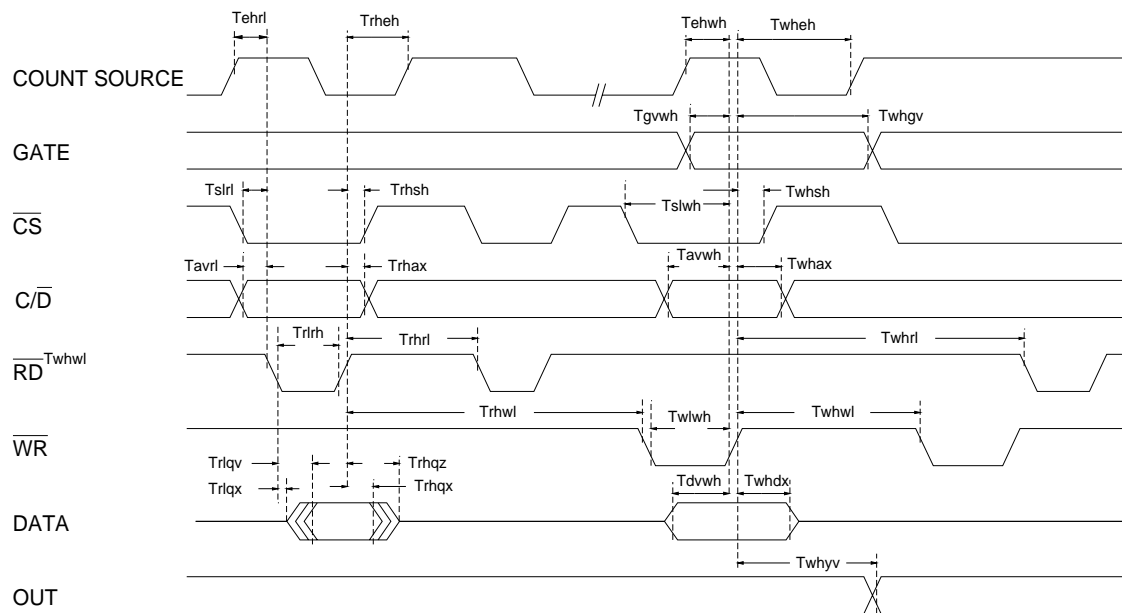 Tehrl Trheh Tehwh Twheh
COUNT SOURCE
Tgvwh Twhgv
GATE
Tslrl Trhsh Tslwh Twhsh
CS
Tavrl Trhax Tavwh Twhax
C/D
Trlrh Trhrl Twhrl
RD Twhwl
Trhwl Twlwh Twhwl
WR
Trlqv Trhqz
Trlqx Trhqx Tdvwh Twhdx
DATA
Twhyv
OUT